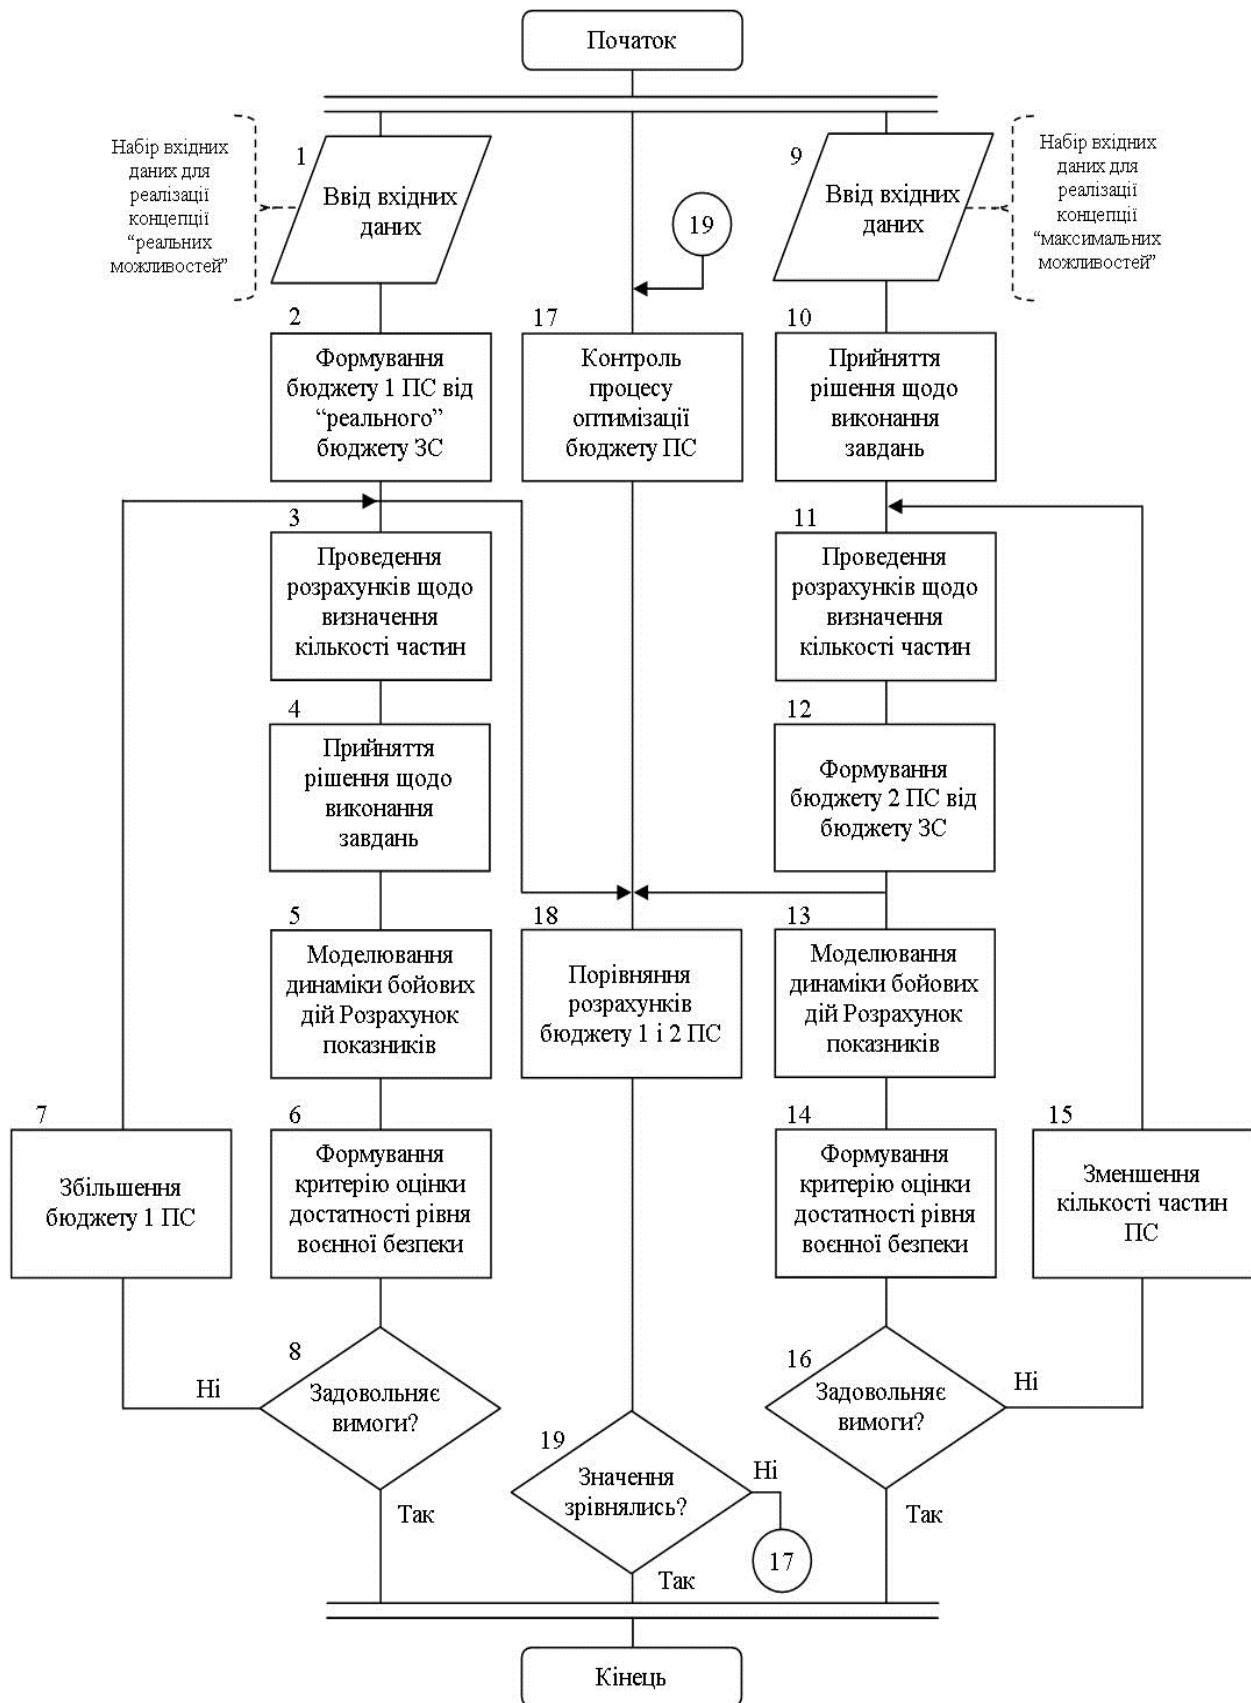 Початок
Набір вхідних
даних для
реалізації
концепції
“реальних
можливостей”
1
Ввід вхідних
даних
19
9
Ввід вхідних
даних
Набір вхідних
даних для
реалізації
концепції
“максимальних
можливостей”
2
Формування
бюджету 1 ПС від
“реального”
бюджету ЗС
17
Контроль
процесу
оптимізації
бюджету ПС
10
Прийняття
рішення щодо
виконання
завдань
3
Проведення
розрахунків щодо
визначення
кількості частин
11
Проведення
розрахунків щодо
визначення
кількості частин
4
Прийняття
рішення щодо
виконання
завдань
12
Формування
бюджету 2 ПС від
бюджету ЗС
5
Моделювання
динаміки бойових
дій Розрахунок
показників
18
Порівняння
розрахунків
бюджету 1 і 2 ПС
13
Моделювання
динаміки бойових
дій Розрахунок
показників
7
Збільшення
бюджету 1 ПС
6
Формування
критерію оцінки
достатності рівня
воєнної безпеки
14
Формування
критерію оцінки
достатності рівня
воєнної безпеки
15
Зменшення
кількості частин
ПС
8
Задовольняє
вимоги?
Ні
Так
19
Значення
зрівнялись?
Ні
17
Так
16
Задовольняє
вимоги?
Ні
Так
Кінець